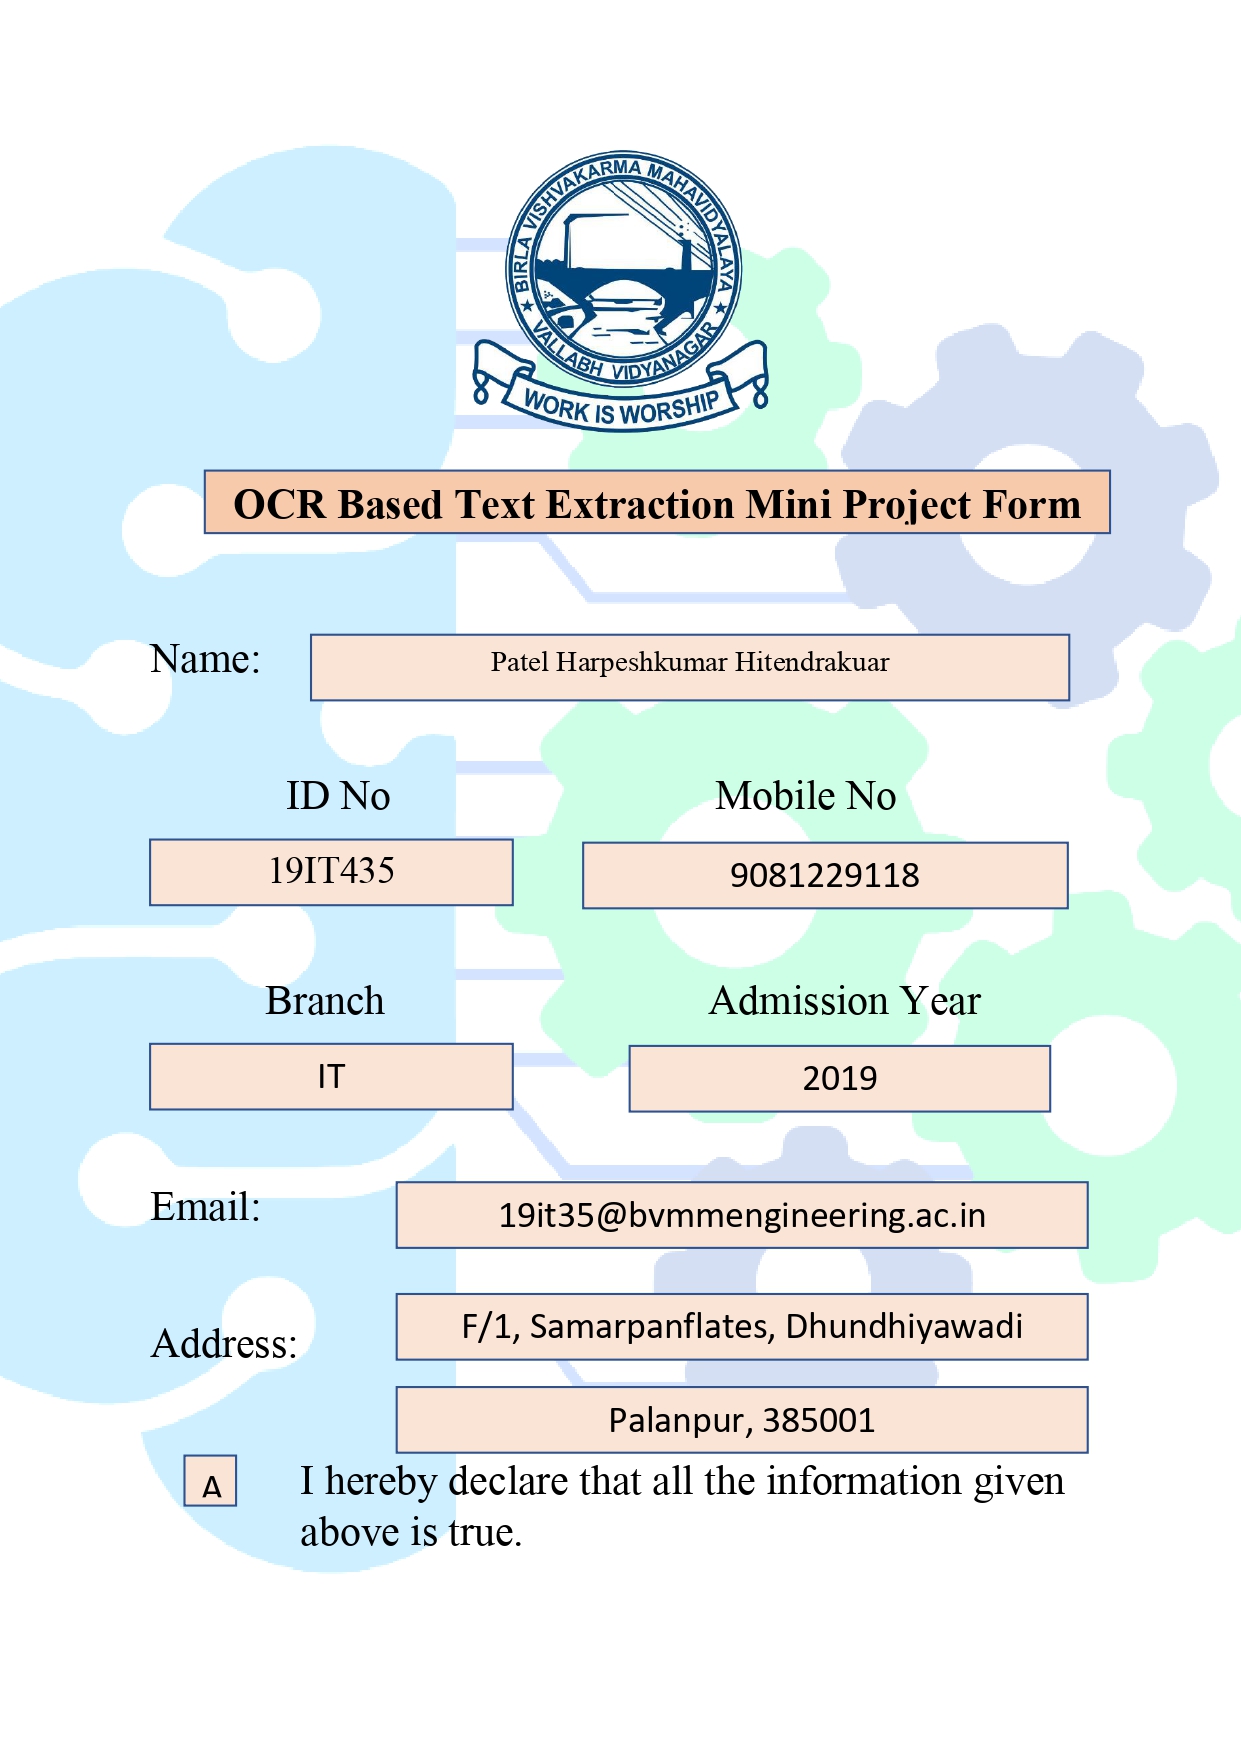 BIRLA VISHVAKARMA MAHAVIDYALAYA
★ VALLABH VIDYANAGAR ★
WORK IS WORSHIP
OCR Based Text Extraction Mini Project Form
Name: Patel Harpeshkumar Hitendrakuar
ID No Mobile No
19IT435 9081229118
Branch Admission Year
IT 2019
Email: 19it35@bvmmengineering.ac.in
Address: F/1, Samarpanflates, Dhundhiyawadi
Palanpur, 385001
A I hereby declare that all the information given
above is true.